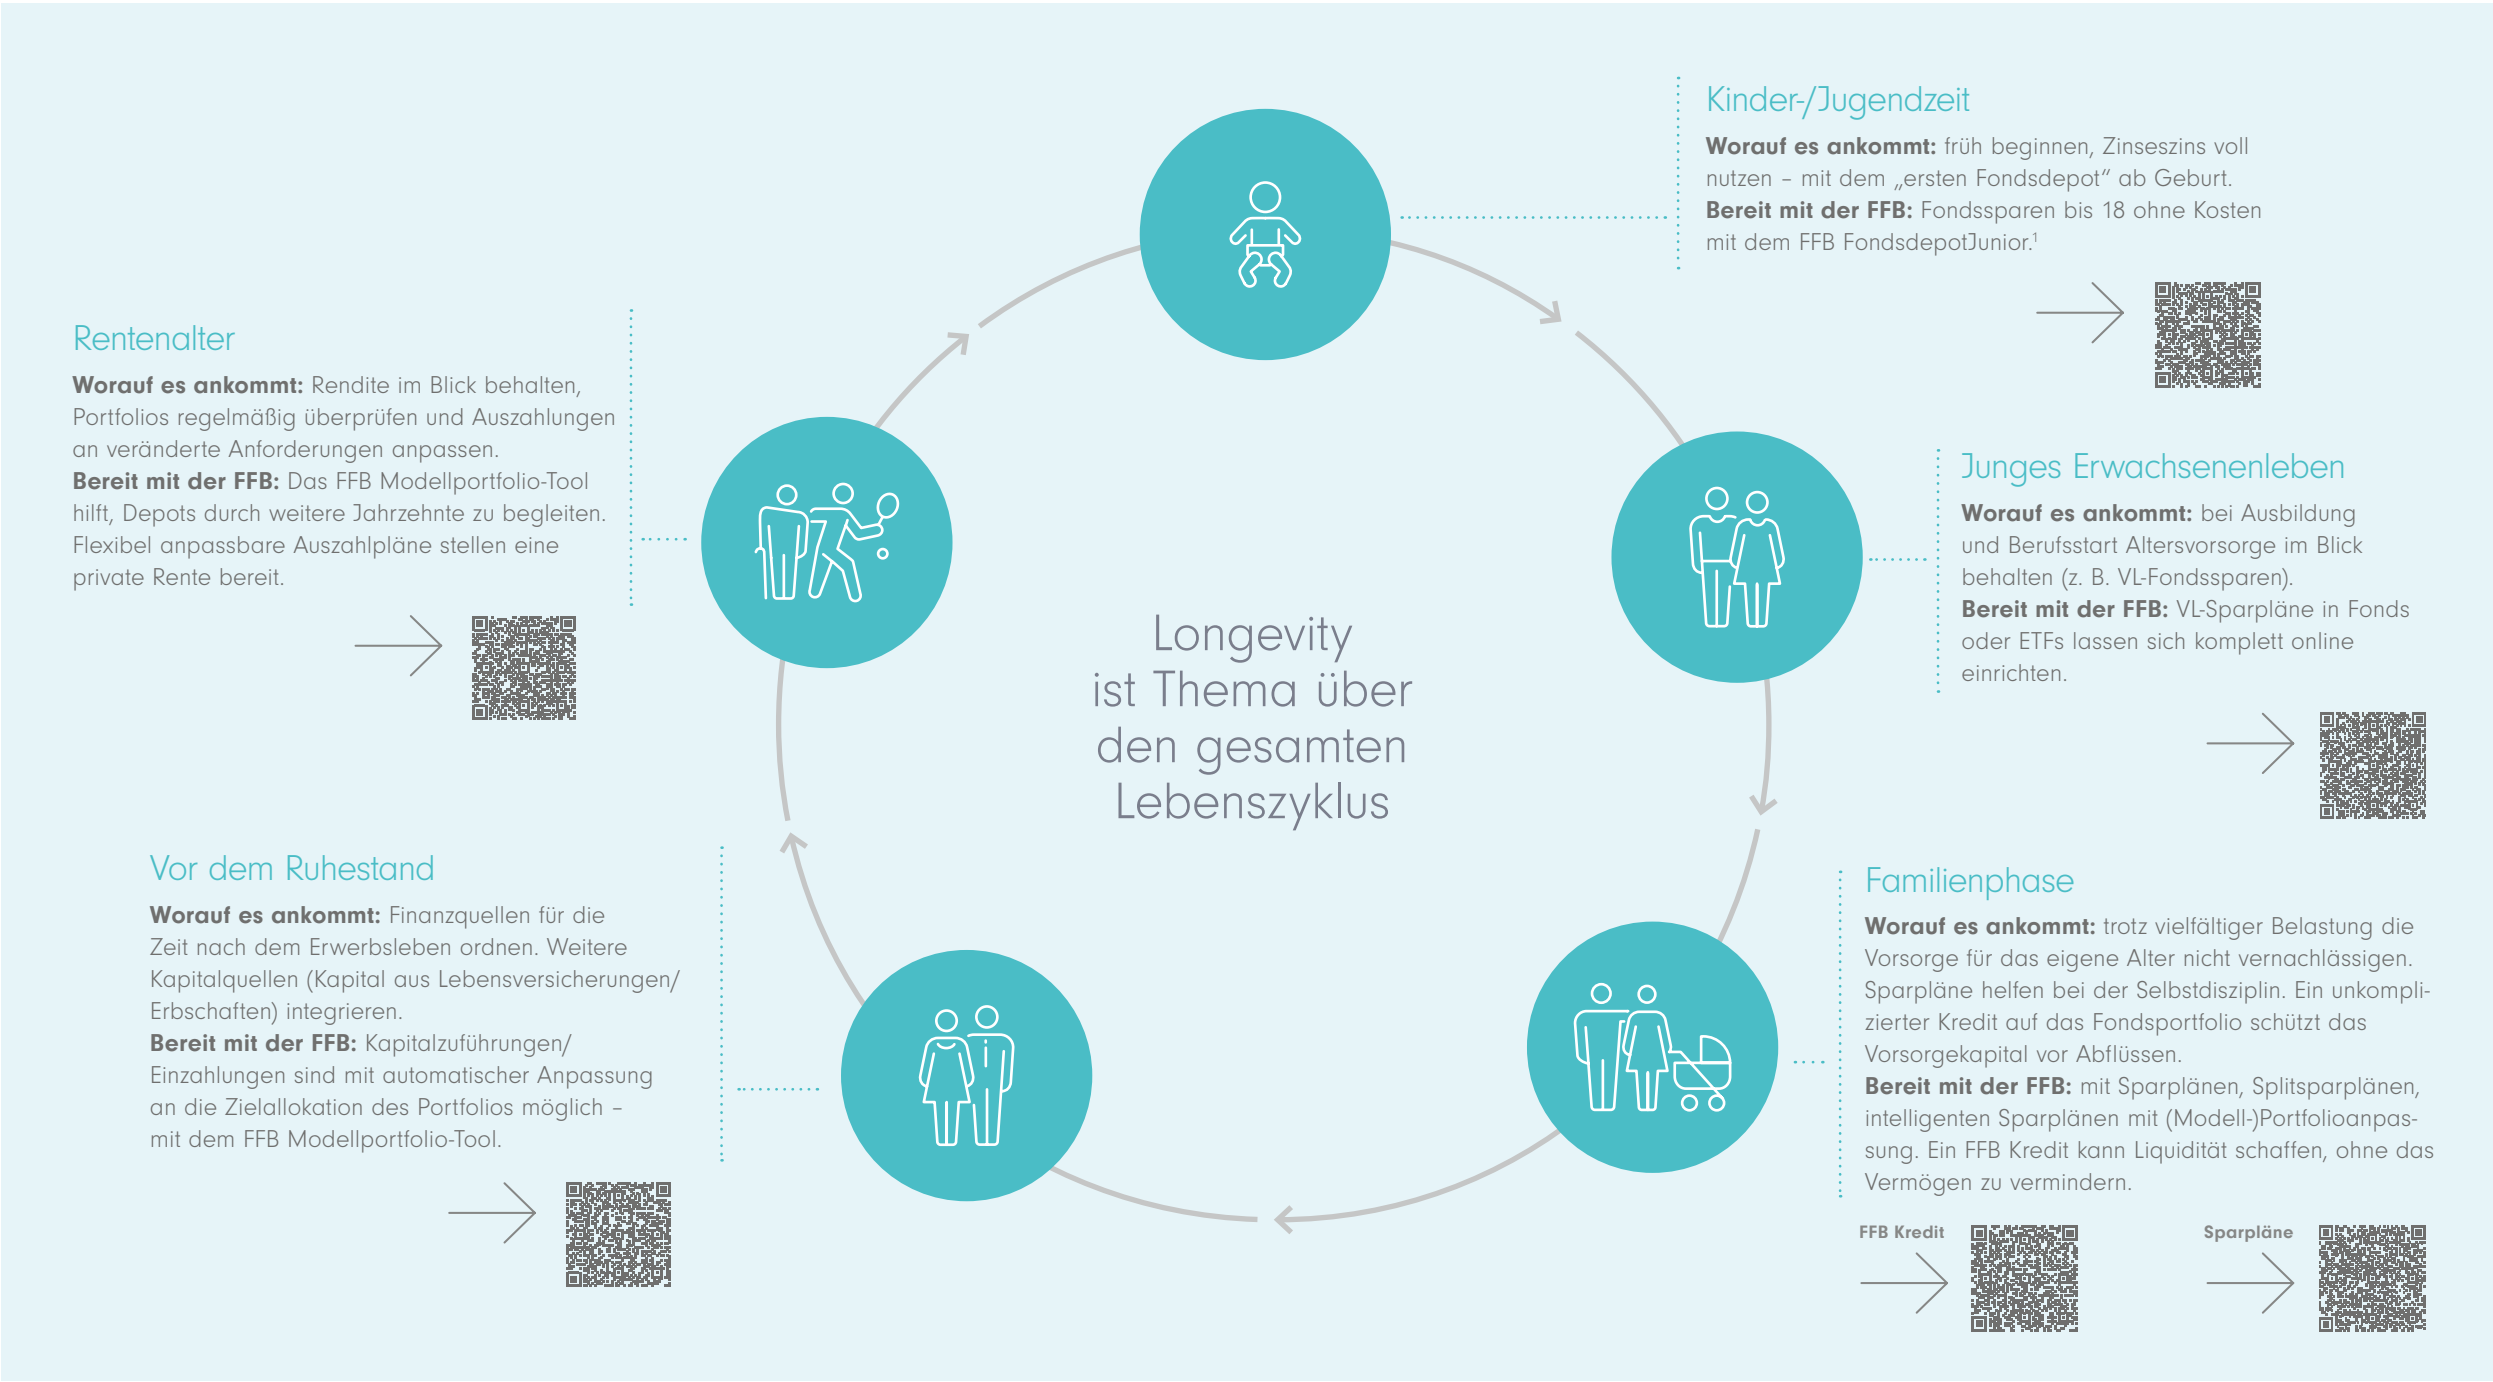 Kinder-/Jugendzeit
Worauf es ankommt: früh beginnen, Zinseszins voll
nutzen – mit dem „ersten Fondsdepot“ ab Geburt.
Bereit mit der FFB: Fondssparen bis 18 ohne Kosten
mit dem FFB FondsdepotJunior.¹
Junges Erwachsenenleben
Worauf es ankommt: bei Ausbildung
und Berufsstart Altersvorsorge im Blick
behalten (z. B. VL-Fondssparen).
Bereit mit der FFB: VL-Sparpläne in Fonds
oder ETFs lassen sich komplett online
einrichten.
Familienphase
Worauf es ankommt: trotz vielfältiger Belastung die
Vorsorge für das eigene Alter nicht vernachlässigen.
Sparpläne helfen bei der Selbstdisziplin. Ein unkompli-
zierter Kredit auf das Fondsportfolio schützt das
Vorsorgekapital vor Abflüssen.
Bereit mit der FFB: mit Sparplänen, Splitsparplänen,
intelligenten Sparplänen mit (Modell-)Portfolioanpas-
sung. Ein FFB Kredit kann Liquidität schaffen, ohne das
Vermögen zu vermindern.
FFB Kredit
Sparpläne
Vor dem Ruhestand
Worauf es ankommt: Finanzquellen für die
Zeit nach dem Erwerbsleben ordnen. Weitere
Kapitalquellen (Kapital aus Lebensversicherungen/
Erbschaften) integrieren.
Bereit mit der FFB: Kapitalzuführungen/
Einzahlungen sind mit automatischer Anpassung
an die Zielallokation des Portfolios möglich –
mit dem FFB Modellportfolio-Tool.
Rentenalter
Worauf es ankommt: Rendite im Blick behalten,
Portfolios regelmäßig überprüfen und Auszahlungen
an veränderte Anforderungen anpassen.
Bereit mit der FFB: Das FFB Modellportfolio-Tool
hilft, Depots durch weitere Jahrzehnte zu begleiten.
Flexibel anpassbare Auszahlpläne stellen eine
private Rente bereit.
Longevity
ist Thema über
den gesamten
Lebenszyklus